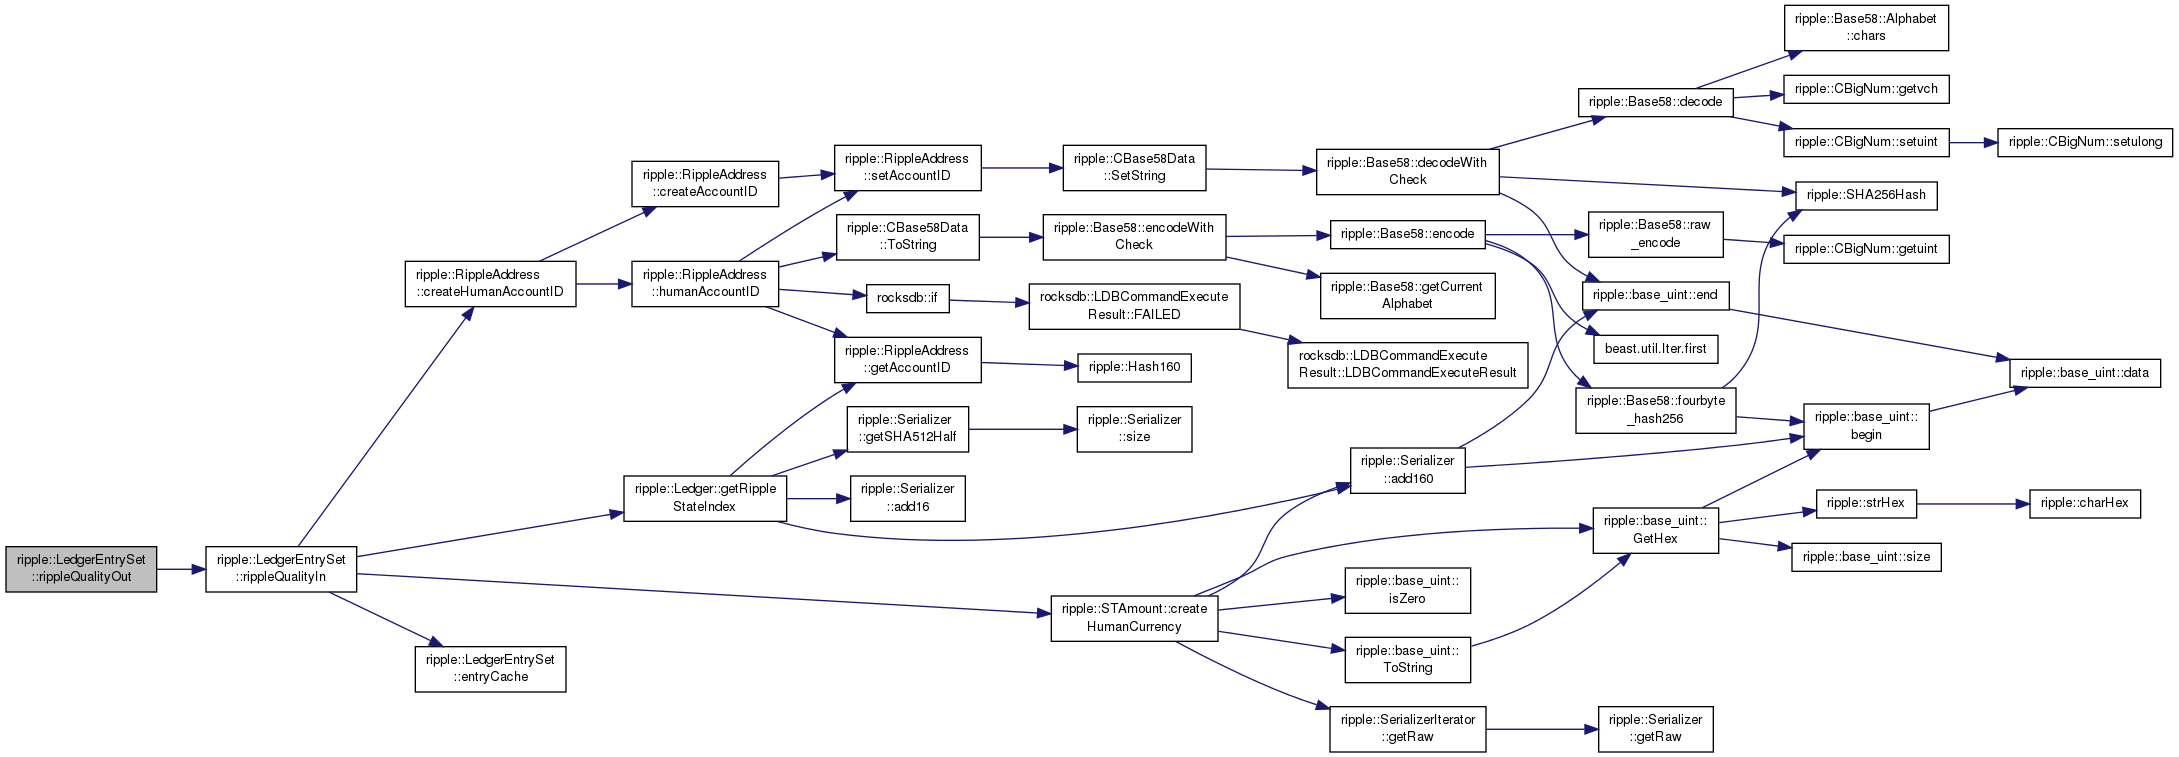 ripple::LedgerEntrySet
::rippleQualityOut
ripple::LedgerEntrySet
::rippleQualityIn
ripple::RippleAddress
::createHumanAccountID
ripple::LedgerEntrySet
::entryCache
ripple::RippleAddress
::createAccountID
ripple::RippleAddress
::humanAccountID
ripple::Ledger::getRipple
StateIndex
ripple::RippleAddress
::setAccountID
ripple::CBase58Data
::ToString
rocksdb::if
ripple::RippleAddress
::getAccountID
ripple::Serializer
::getSHA512Half
ripple::Serializer
::add16
ripple::CBase58Data
::SetString
ripple::Base58::encodeWith
Check
rocksdb::LDBCommandExecute
Result::FAILED
ripple::Hash160
ripple::Serializer
::size
ripple::STAmount::create
HumanCurrency
ripple::Base58::decodeWith
Check
ripple::Base58::encode
ripple::Base58::getCurrent
Alphabet
rocksdb::LDBCommandExecute
Result::LDBCommandExecuteResult
ripple::Serializer
::add160
ripple::base_uint::
isZero
ripple::base_uint::
ToString
ripple::SerializerIterator
::getRaw
ripple::Base58::decode
ripple::Base58::raw
_encode
ripple::base_uint::end
beast.util.Iter.first
ripple::Base58::fourbyte
_hash256
ripple::base_uint::
GetHex
ripple::Serializer
::getRaw
ripple::Base58::Alphabet
::chars
ripple::CBigNum::getvch
ripple::CBigNum::setuint
ripple::SHA256Hash
ripple::CBigNum::getuint
ripple::base_uint::
begin
ripple::strHex
ripple::base_uint::size
ripple::CBigNum::setulong
ripple::base_uint::data
ripple::charHex